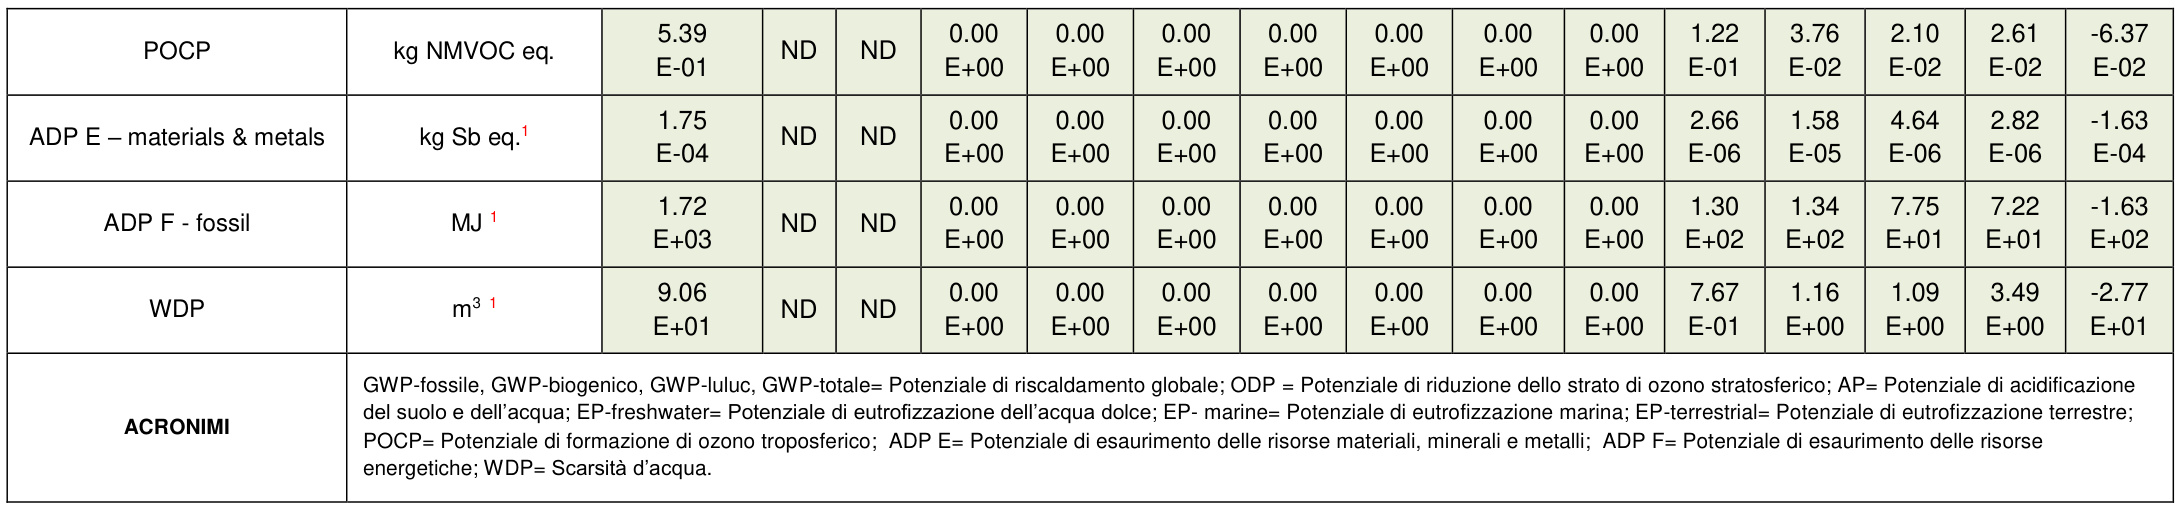 POCP kg NMVOC eq. 5.39 E-01 ND ND 0.00 E+00 0.00 E+00 0.00 E+00 0.00 E+00 0.00 E+00 0.00 E+00 0.00 E+00 1.22 E-01 3.76 E-02 2.10 E-02 2.61 E-02 -6.37 E-02
ADP E – materials & metals kg Sb eq.1 1.75 E-04 ND ND 0.00 E+00 0.00 E+00 0.00 E+00 0.00 E+00 0.00 E+00 0.00 E+00 0.00 E+00 2.66 E-06 1.58 E-05 4.64 E-06 2.82 E-06 -1.63 E-04
ADP F - fossil MJ 1 1.72 E+03 ND ND 0.00 E+00 0.00 E+00 0.00 E+00 0.00 E+00 0.00 E+00 0.00 E+00 0.00 E+00 1.30 E+02 1.34 E+02 7.75 E+01 7.22 E+01 -1.63 E+02
WDP m³ 1 9.06 E+01 ND ND 0.00 E+00 0.00 E+00 0.00 E+00 0.00 E+00 0.00 E+00 0.00 E+00 0.00 E+00 7.67 E-01 1.16 E+00 1.09 E+00 3.49 E+00 -2.77 E+01
ACRONIMI
GWP-fossile, GWP-biogenico, GWP-luluc, GWP-totale= Potenziale di riscaldamento globale; ODP = Potenziale di riduzione dello strato di ozono stratosferico; AP= Potenziale di acidificazione
del suolo e dell'acqua; EP-freshwater= Potenziale di eutrofizzazione dell'acqua dolce; EP- marine= Potenziale di eutrofizzazione marina; EP-terrestrial= Potenziale di eutrofizzazione terrestre;
POCP= Potenziale di formazione di ozono troposferico; ADP E= Potenziale di esaurimento delle risorse materiali, minerali e metalli; ADP F= Potenziale di esaurimento delle risorse
energetiche; WDP= Scarsità d'acqua.